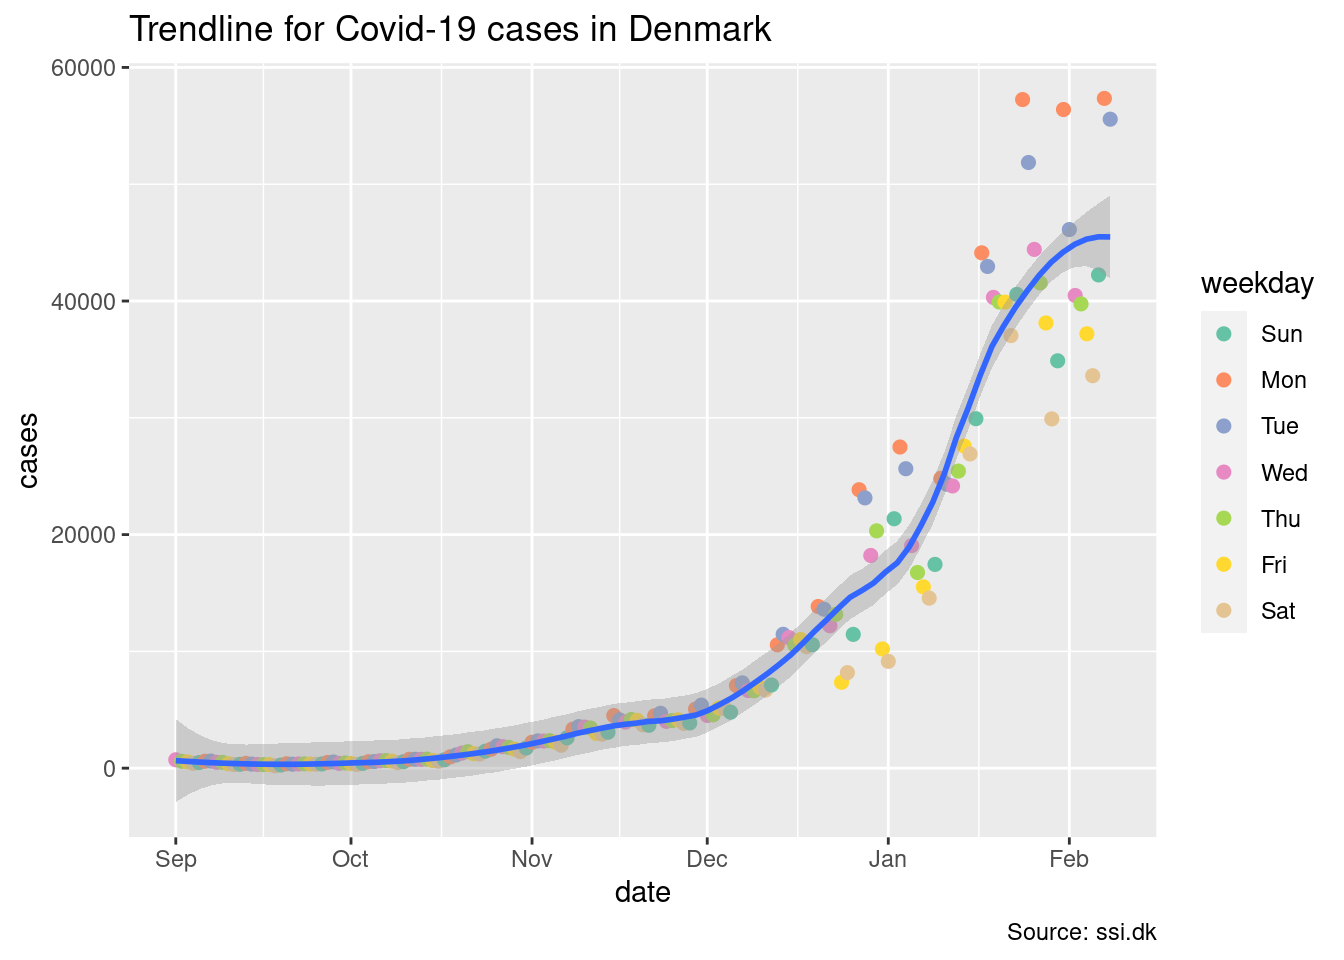 Trendline for Covid-19 cases in Denmark
60000
40000
20000
0
cases
Sep Oct Nov Dec Jan Feb
date
weekday
Sun
Mon
Tue
Wed
Thu
Fri
Sat
Source: ssi.dk